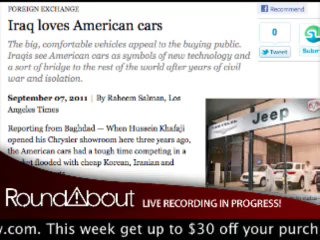 FOREIGN EXCHANGE
Iraq loves American cars
The big, comfortable vehicles appeal to the buying public.
Iraqis see American cars as symbols of new technology and
a sort of bridge to the rest of the world after years of civil
war and isolation.
September 07, 2011 | By Raheem Salman, Los
Angeles Times
Reporting from Baghdad — When Hussein Khafaji
opened his Chrysler showroom here three years ago,
the American cars had a tough time competing in a
market flooded with cheap Korean, Iranian and
Recommend
0
Tweet
Su
CHRYSLER
Jeep
RoundAbout
LIVE RECORDING IN PROGRESS!
v.com. This week get up to $30 off your purch